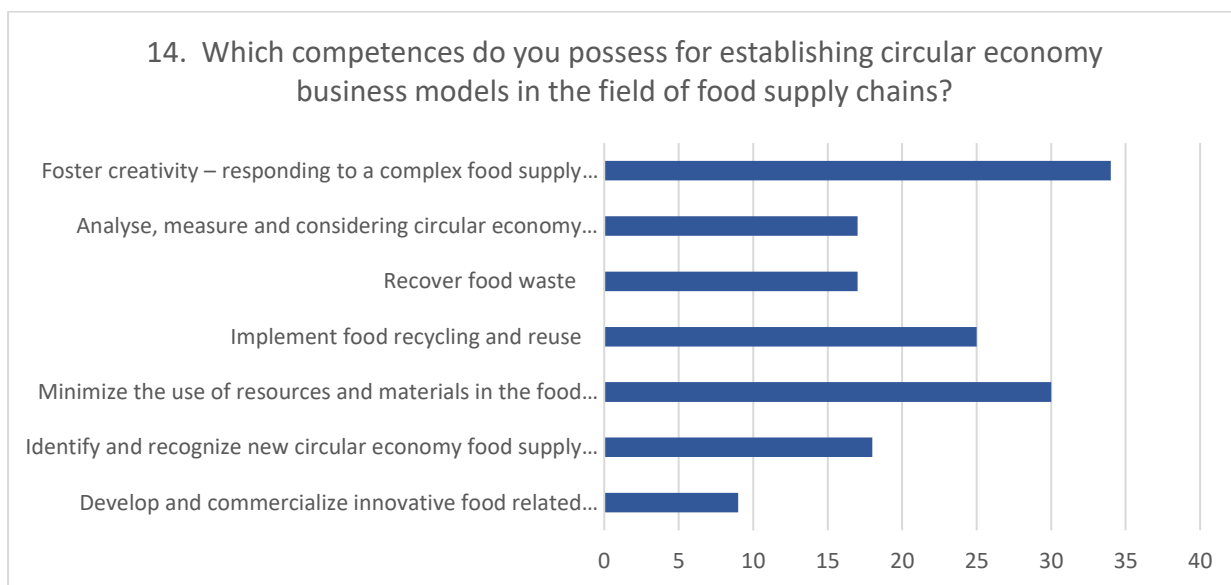 14. Which competences do you possess for establishing circular economy
business models in the field of food supply chains?
Foster creativity – responding to a complex food supply...
Analyse, measure and considering circular economy...
Recover food waste
Implement food recycling and reuse
Minimize the use of resources and materials in the food...
Identify and recognize new circular economy food supply...
Develop and commercialize innovative food related...
0 5 10 15 20 25 30 35 40